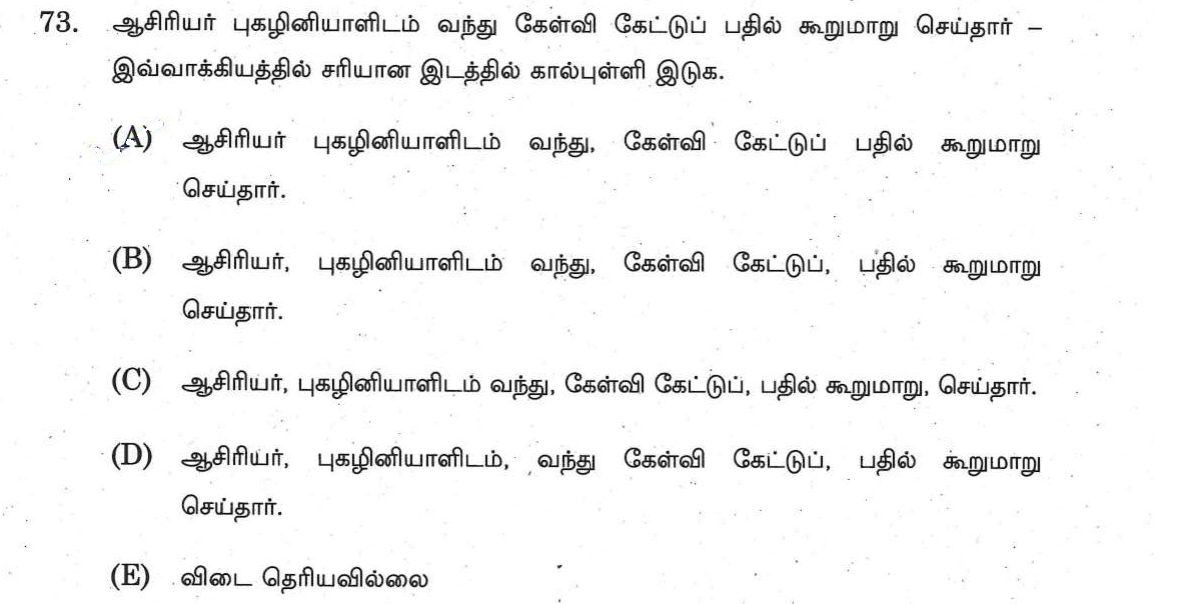 73. ஆசிரியர் புகழினியாளிடம் வந்து கேள்வி கேட்டுப் பதில் கூறுமாறு செய்தார் –
இவ்வாக்கியத்தில் சரியான இடத்தில் கால்புள்ளி இடுக.
(A) ஆசிரியர் புகழினியாளிடம் வந்து, கேள்வி கேட்டுப் பதில் கூறுமாறு
செய்தார்.
(B) ஆசிரியர், புகழினியாளிடம் வந்து, கேள்வி கேட்டுப், பதில் கூறுமாறு
செய்தார்.
(C) ஆசிரியர், புகழினியாளிடம் வந்து, கேள்வி கேட்டுப், பதில் கூறுமாறு, செய்தார்.
(D) ஆசிரியர், புகழினியாளிடம், வந்து கேள்வி கேட்டுப், பதில் கூறுமாறு
செய்தார்.
(E) விடை தெரியவில்லை